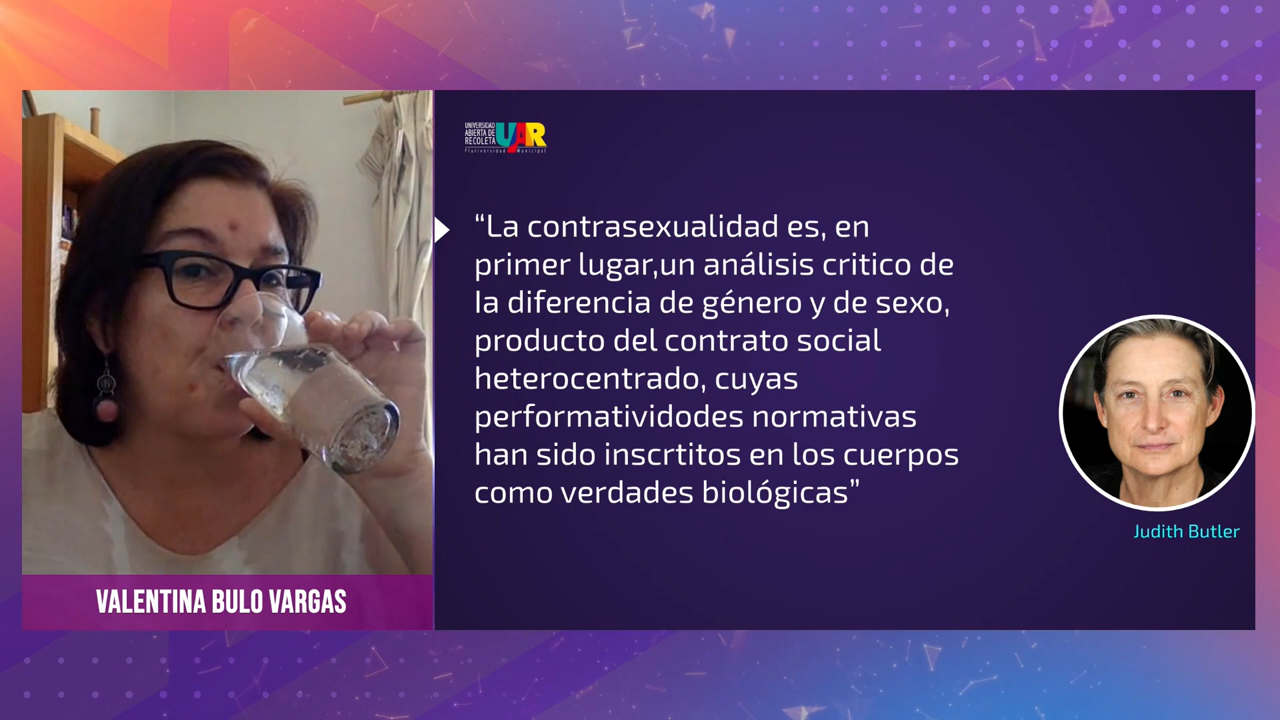 UNIVERSIDAD
ABIERTA DE
RECOLETA
UAR
Pluriversidad Municipal
“La contrasexualidad es, en
primer lugar,un análisis critico de
la diferencia de género y de sexo,
producto del contrato social
heterocentrado, cuyas
performatividodes normativas
han sido inscrtitos en los cuerpos
como verdades biológicas”
Judith Butler
VALENTINA BULO VARGAS